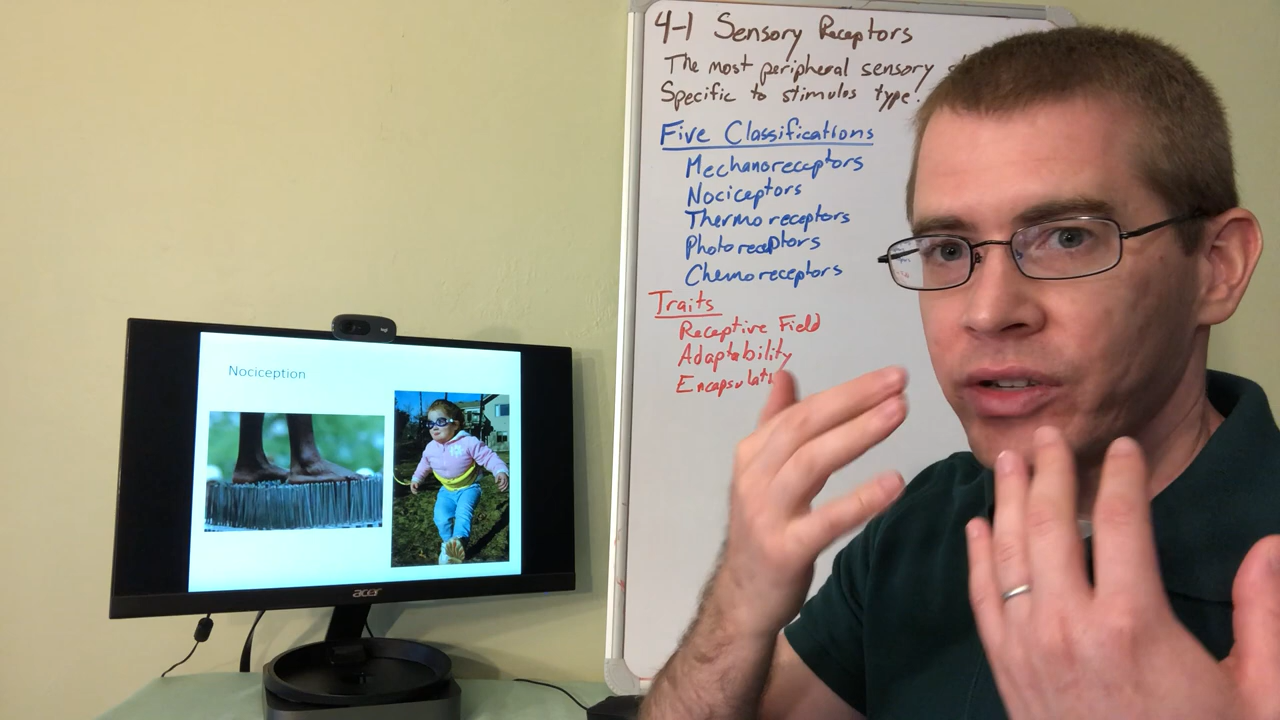 4-1 Sensory Receptors
The most peripheral sensory
Specific to stimulus type.
Five Classifications
Mechanoreceptors
Nociceptors
Thermoreceptors
Photoreceptors
Chemoreceptors
Traits
Receptive Field
Adaptability
Encapsulati
Nociception
acer